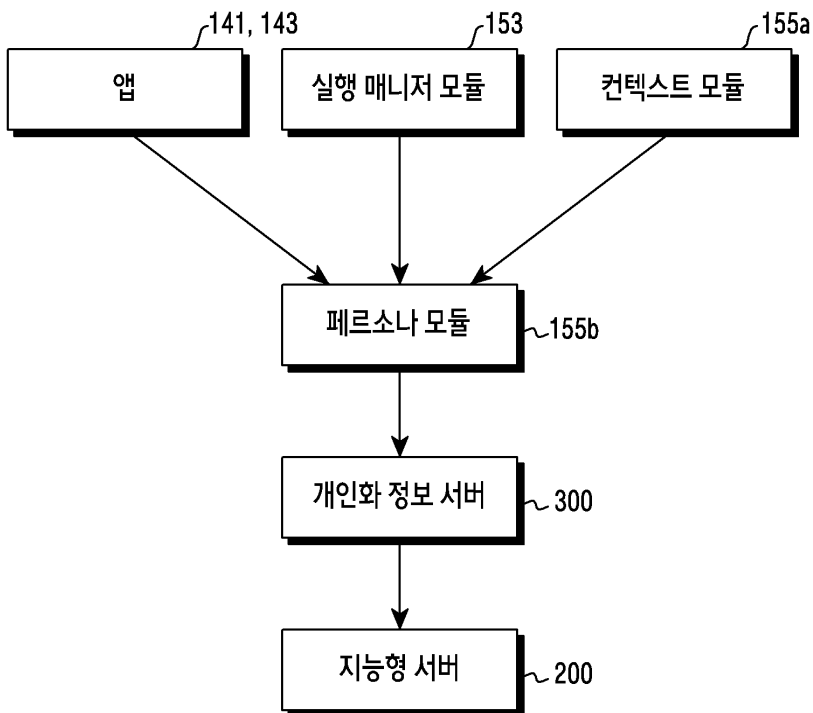 141, 143
153
155a
앱
실행 매니저 모듈
컨텍스트 모듈
페르소나 모듈
155b
개인화 정보 서버
300
지능형 서버
200